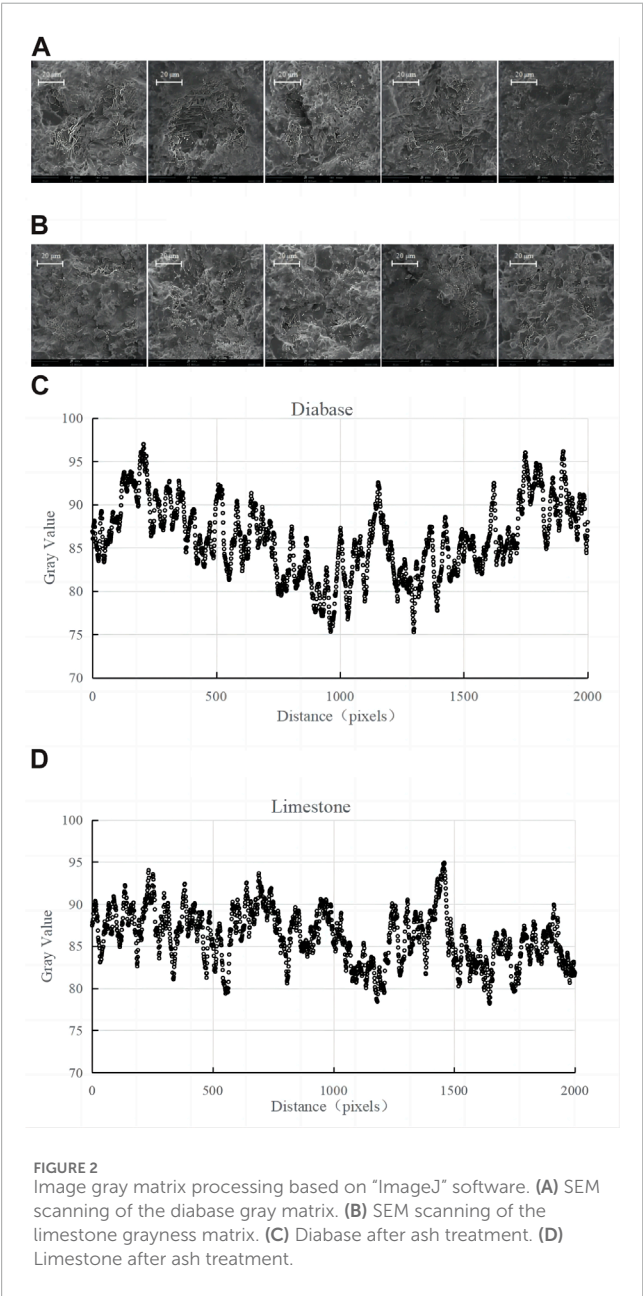 A
20 μm 20 μm 20 μm 20 μm 20 μm
B
20 μm 20 μm 20 μm 20 μm 20 μm
C
Diabase
100
95
90
85
80
75
70
Gray Value
0 500 1000 1500 2000
Distance（pixels）
D
Limestone
100
95
90
85
80
75
70
Gray Value
0 500 1000 1500 2000
Distance（pixels）
FIGURE 2
Image gray matrix processing based on “ImageJ” software. (A) SEM
scanning of the diabase gray matrix. (B) SEM scanning of the
limestone grayness matrix. (C) Diabase after ash treatment. (D)
Limestone after ash treatment.